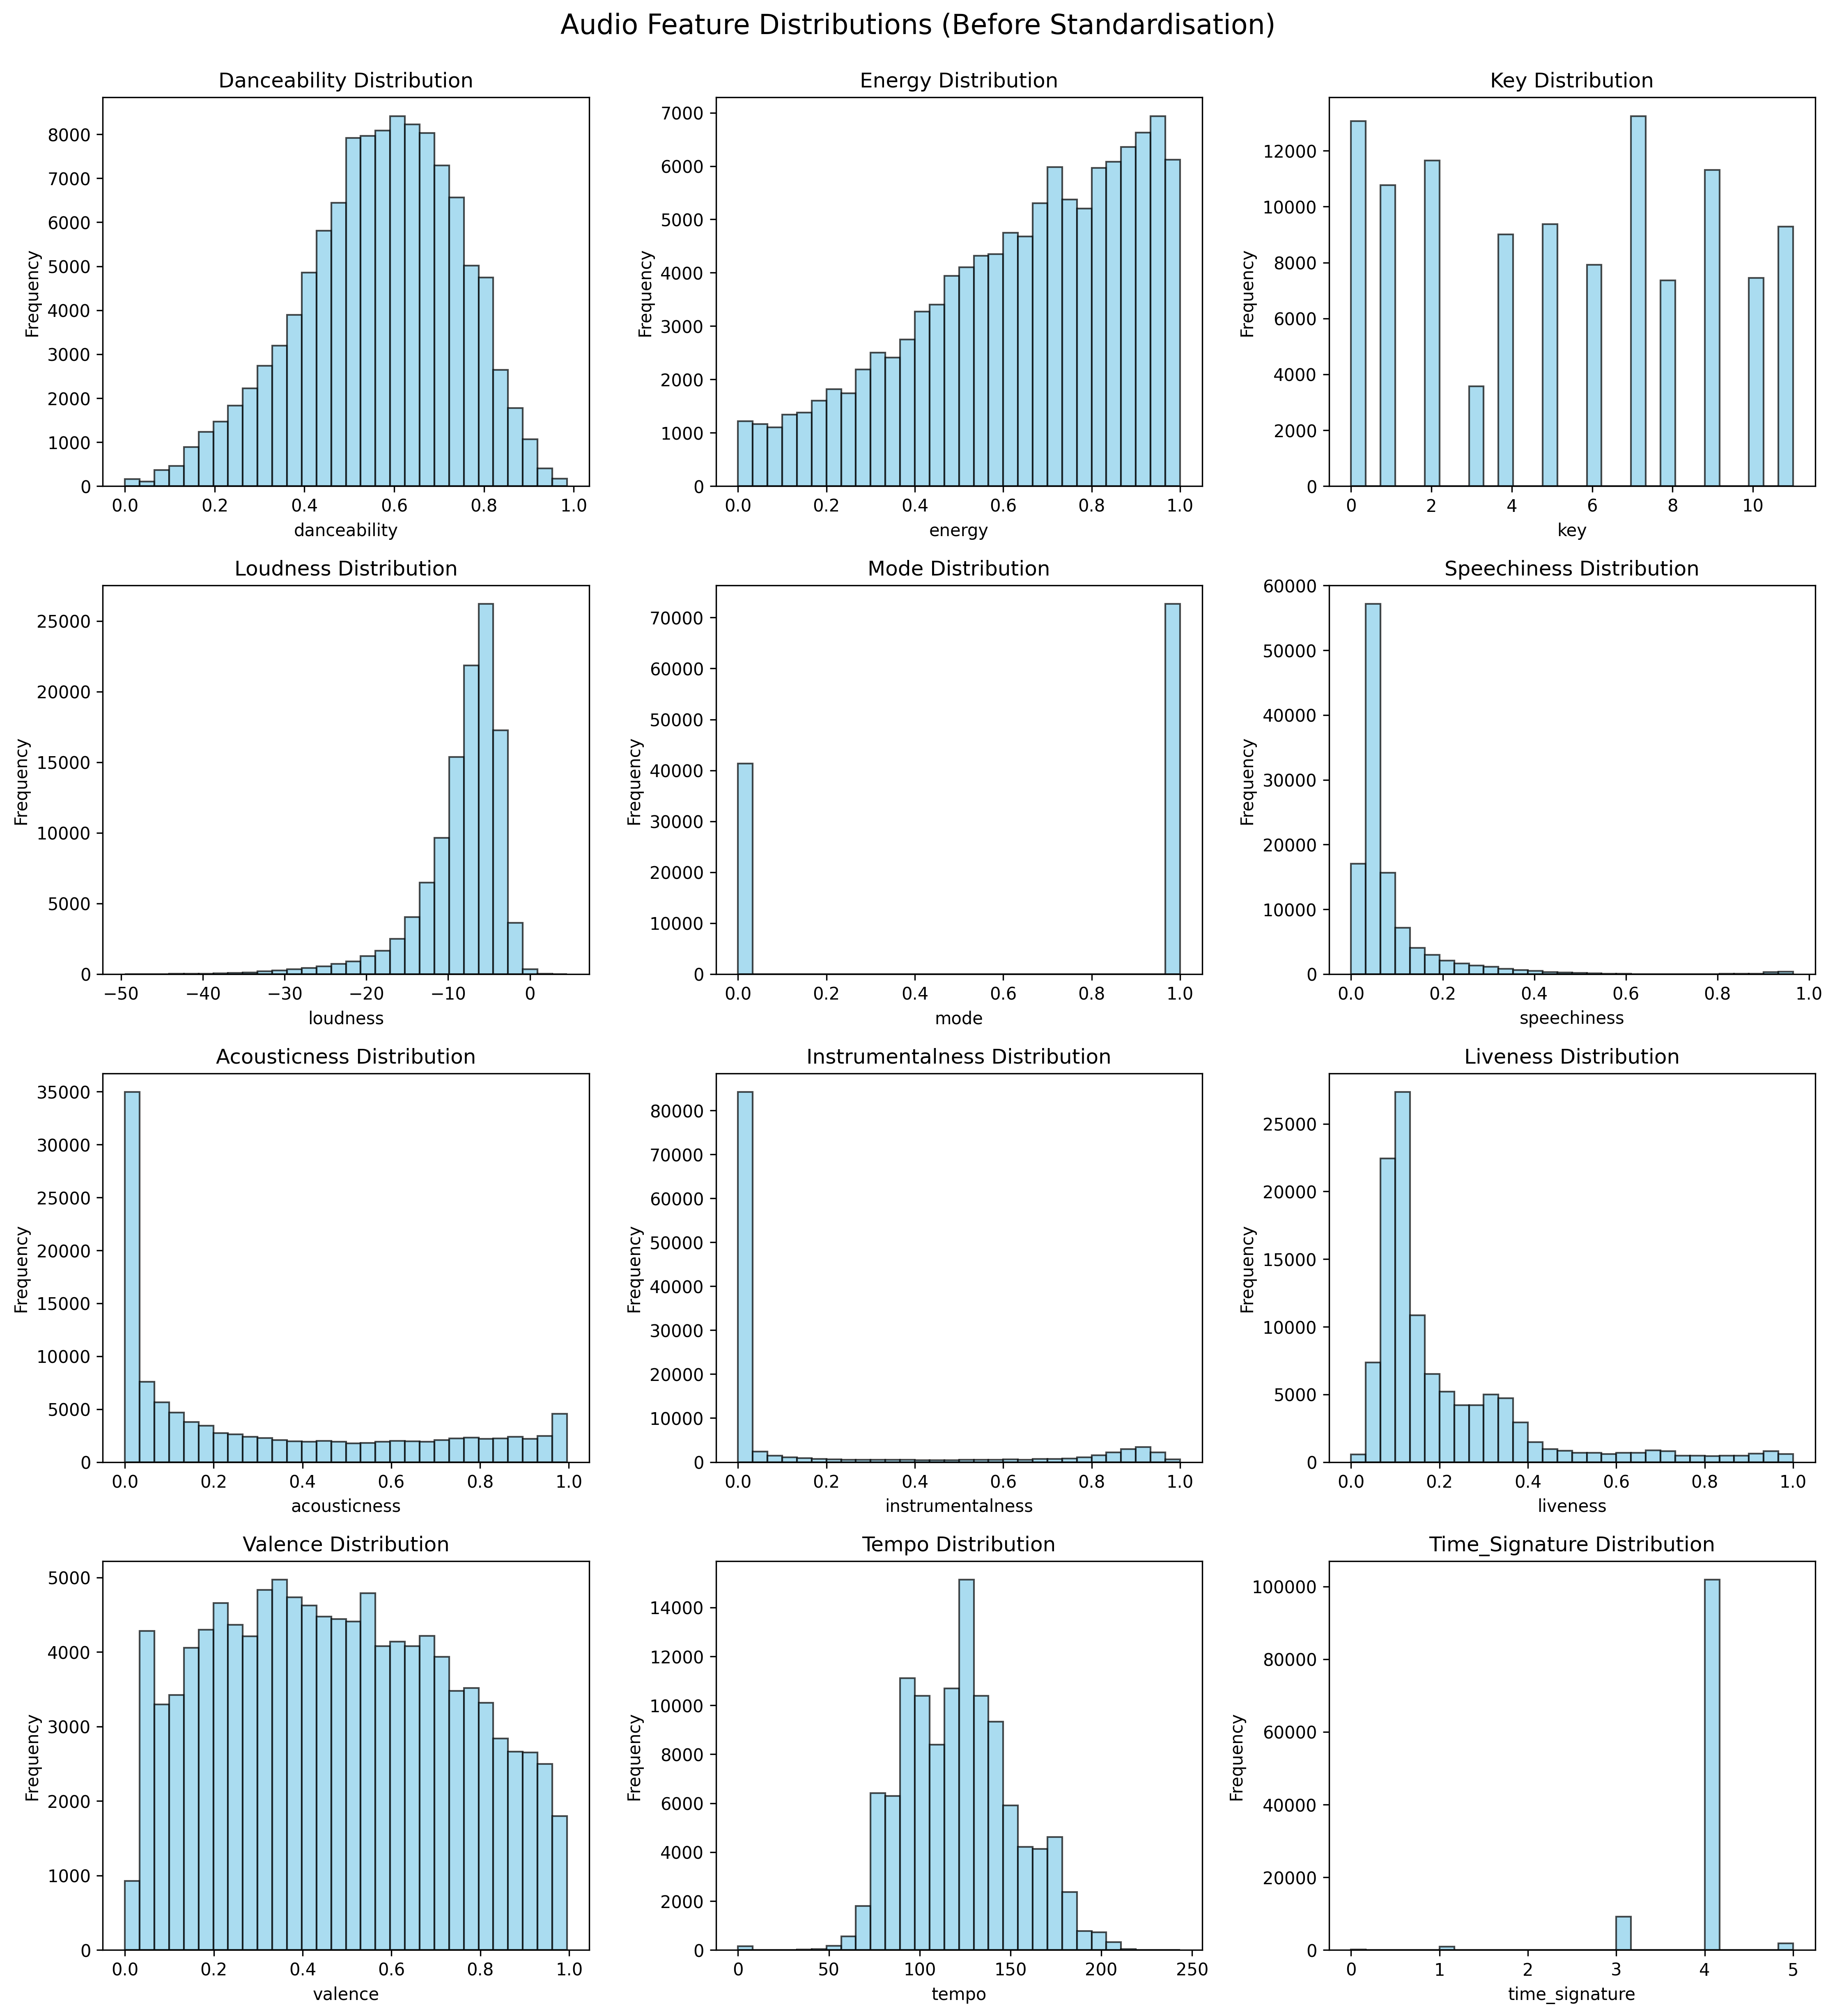 Audio Feature Distributions (Before Standardisation)
Danceability Distribution
Frequency
8000
7000
6000
5000
4000
3000
2000
1000
0
0.0 0.2 0.4 0.6 0.8 1.0
danceability
Energy Distribution
Frequency
7000
6000
5000
4000
3000
2000
1000
0
0.0 0.2 0.4 0.6 0.8 1.0
energy
Key Distribution
Frequency
12000
10000
8000
6000
4000
2000
0
0 2 4 6 8 10
key
Loudness Distribution
Frequency
25000
20000
15000
10000
5000
0
−50 −40 −30 −20 −10 0
loudness
Mode Distribution
Frequency
70000
60000
50000
40000
30000
20000
10000
0
0.0 0.2 0.4 0.6 0.8 1.0
mode
Speechiness Distribution
Frequency
60000
50000
40000
30000
20000
10000
0
0.0 0.2 0.4 0.6 0.8 1.0
speechiness
Acousticness Distribution
Frequency
35000
30000
25000
20000
15000
10000
5000
0
0.0 0.2 0.4 0.6 0.8 1.0
acousticness
Instrumentalness Distribution
Frequency
80000
70000
60000
50000
40000
30000
20000
10000
0
0.0 0.2 0.4 0.6 0.8 1.0
instrumentalness
Liveness Distribution
Frequency
25000
20000
15000
10000
5000
0
0.0 0.2 0.4 0.6 0.8 1.0
liveness
Valence Distribution
Frequency
5000
4000
3000
2000
1000
0
0.0 0.2 0.4 0.6 0.8 1.0
valence
Tempo Distribution
Frequency
14000
12000
10000
8000
6000
4000
2000
0
0 50 100 150 200 250
tempo
Time_Signature Distribution
Frequency
100000
80000
60000
40000
20000
0
0 1 2 3 4 5
time_signature